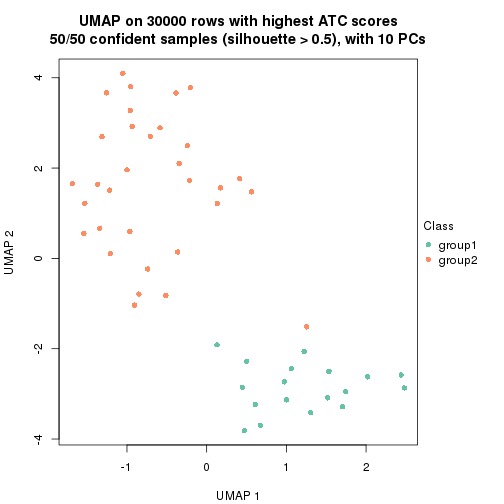 UMAP on 30000 rows with highest ATC scores
50/50 confident samples (silhouette > 0.5), with 10 PCs
4
2
0
-2
-4
UMAP 2
-1
0
1
2
UMAP 1
Class
group1
group2